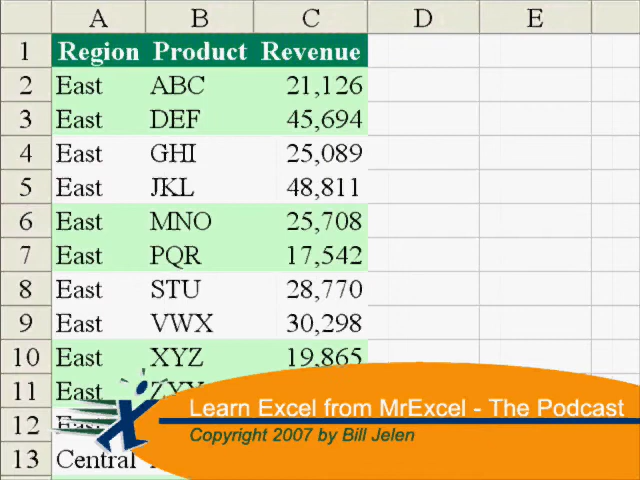 A B C D E
1 Region Product Revenue
2 East ABC 21,126
3 East DEF 45,694
4 East GHI 25,089
5 East JKL 48,811
6 East MNO 25,708
7 East PQR 17,542
8 East STU 28,770
9 East VWX 30,298
10 East XYZ 19,865
11 East
Learn Excel from MrExcel - The Podcast
12
Copyright 2007 by Bill Jelen
13 Central